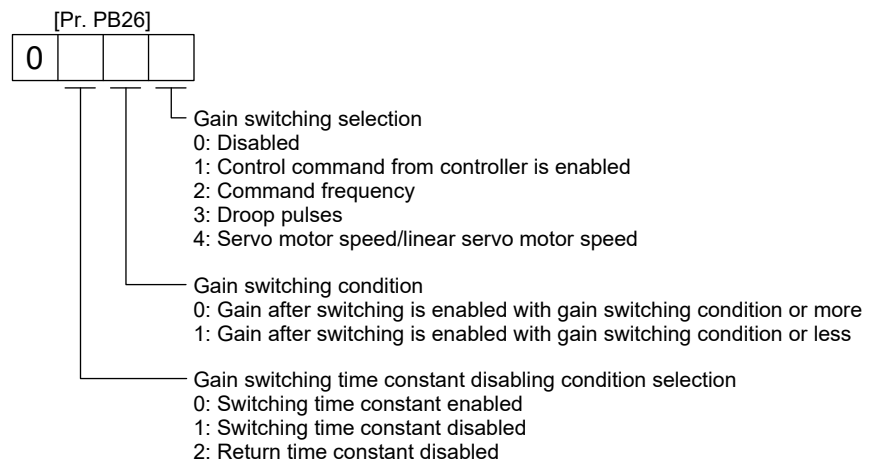 [Pr. PB26]
0
Gain switching selection
0: Disabled
1: Control command from controller is enabled
2: Command frequency
3: Droop pulses
4: Servo motor speed/linear servo motor speed
Gain switching condition
0: Gain after switching is enabled with gain switching condition or more
1: Gain after switching is enabled with gain switching condition or less
Gain switching time constant disabling condition selection
0: Switching time constant enabled
1: Switching time constant disabled
2: Return time constant disabled